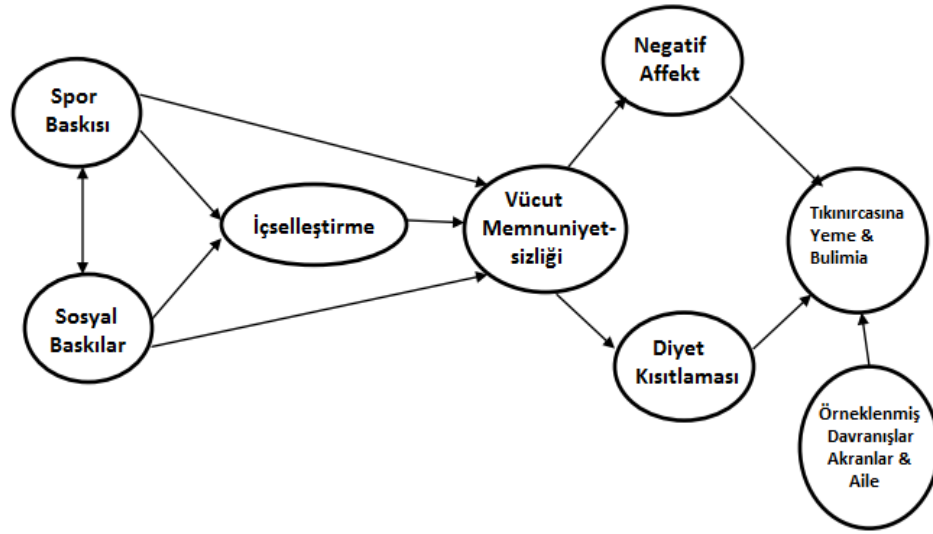 Spor
Baskısı
Sosyal
Baskılar
İçselleştirme
Vücut
Memnuniyet-
sizliği
Negatif
Affekt
Diyet
Kısıtlaması
Tıkınırcasına
Yeme &
Bulimia
Örneklenmiş
Davranışlar
Akranlar &
Aile